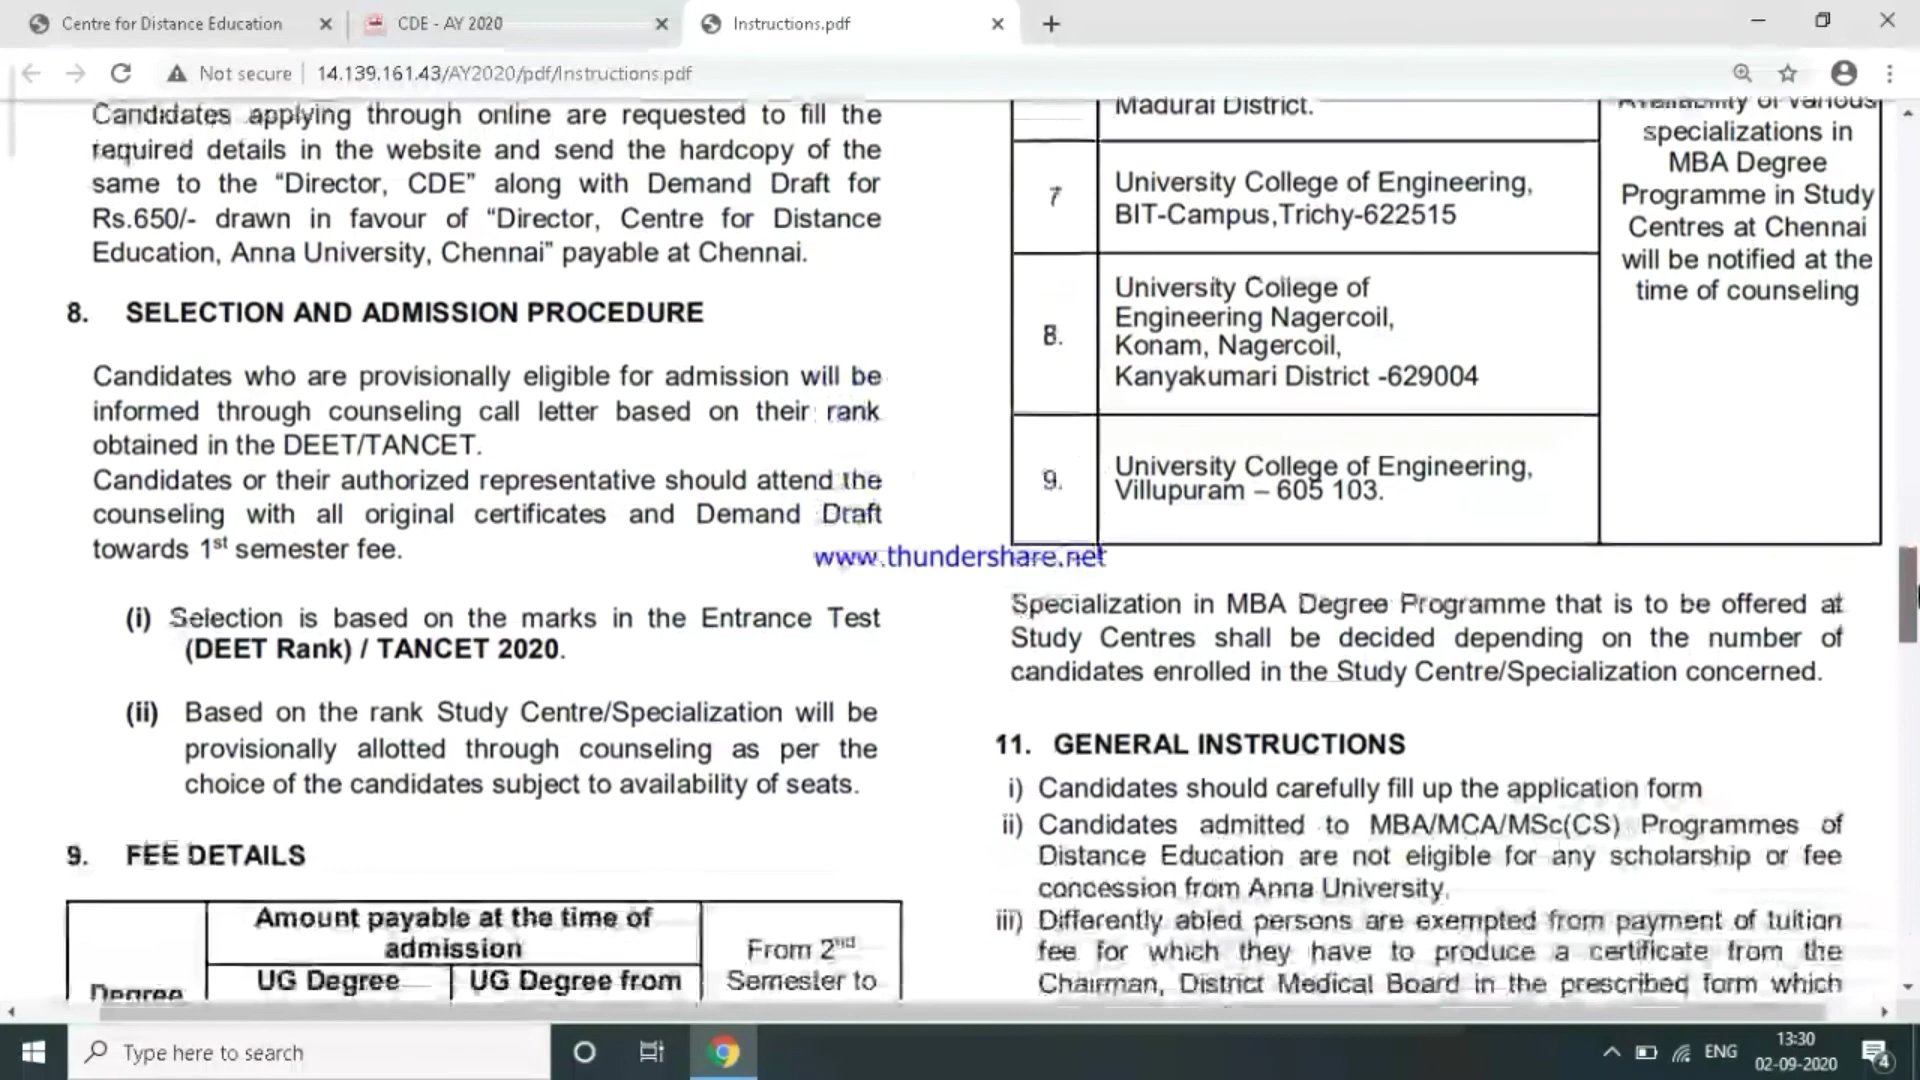 Centre for Distance Education
CDE - AY 2020
Instructions.pdf
Not secure
14.139.161.43/AY2020/pdf/Instructions.pdf
Candidates applying through online are requested to fill the
required details in the website and send the hardcopy of the
same to the “Director, CDE” along with Demand Draft for
Rs.650/- drawn in favour of “Director, Centre for Distance
Education, Anna University, Chennai” payable at Chennai.
8. SELECTION AND ADMISSION PROCEDURE
Candidates who are provisionally eligible for admission will be
informed through counseling call letter based on their rank
obtained in the DEET/TANCET.
Candidates or their authorized representative should attend the
counseling with all original certificates and Demand Draft
towards 1st semester fee.
(i) Selection is based on the marks in the Entrance Test
(DEET Rank) / TANCET 2020.
(ii) Based on the rank Study Centre/Specialization will be
provisionally allotted through counseling as per the
choice of the candidates subject to availability of seats.
9. FEE DETAILS
Amount payable at the time of
admission
From 2nd
Semester to
UG Degree
UG Degree from
Degree
Madurai District.
7
University College of Engineering,
BIT-Campus,Trichy-622515
8.
University College of
Engineering Nagercoil,
Konam, Nagercoil,
Kanyakumari District -629004
9.
University College of Engineering,
Villupuram – 605 103.
Availability of various
specializations in
MBA Degree
Programme in Study
Centres at Chennai
will be notified at the
time of counseling
www.thundershare.net
Specialization in MBA Degree Programme that is to be offered at
Study Centres shall be decided depending on the number of
candidates enrolled in the Study Centre/Specialization concerned.
11. GENERAL INSTRUCTIONS
i) Candidates should carefully fill up the application form
ii) Candidates admitted to MBA/MCA/MSc(CS) Programmes of
Distance Education are not eligible for any scholarship or fee
concession from Anna University.
iii) Differently abled persons are exempted from payment of tuition
fee for which they have to produce a certificate from the
Chairman, District Medical Board in the prescribed form which
Type here to search
ENG
13:30
02-09-2020
4